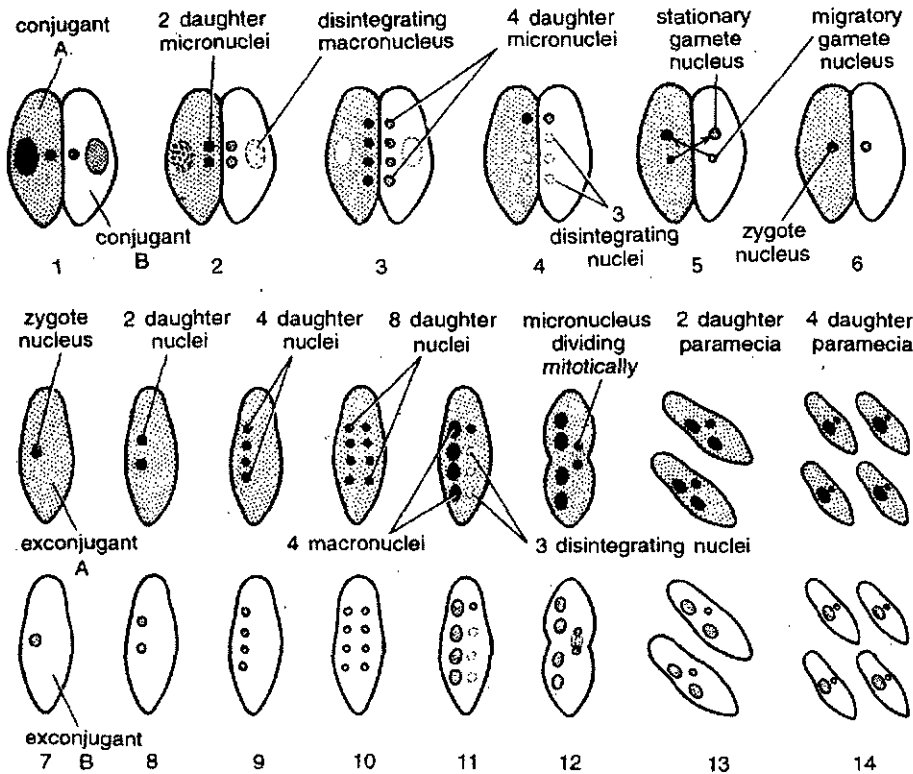 conjugant
A
2 daughter
micronuclei
disintegrating
macronucleus
4 daughter
micronuclei
stationary
gamete
nucleus
migratory
gamete
nucleus
conjugant
B
3
disintegrating
nuclei
zygote
nucleus
1
2
3
4
5
6
zygote
nucleus
2 daughter
nuclei
4 daughter
nuclei
8 daughter
nuclei
micronucleus
dividing
mitotically
2 daughter
paramecia
4 daughter
paramecia
exconjugant
A
4 macronuclei
3 disintegrating nuclei
exconjugant
B
7
8
9
10
11
12
13
14